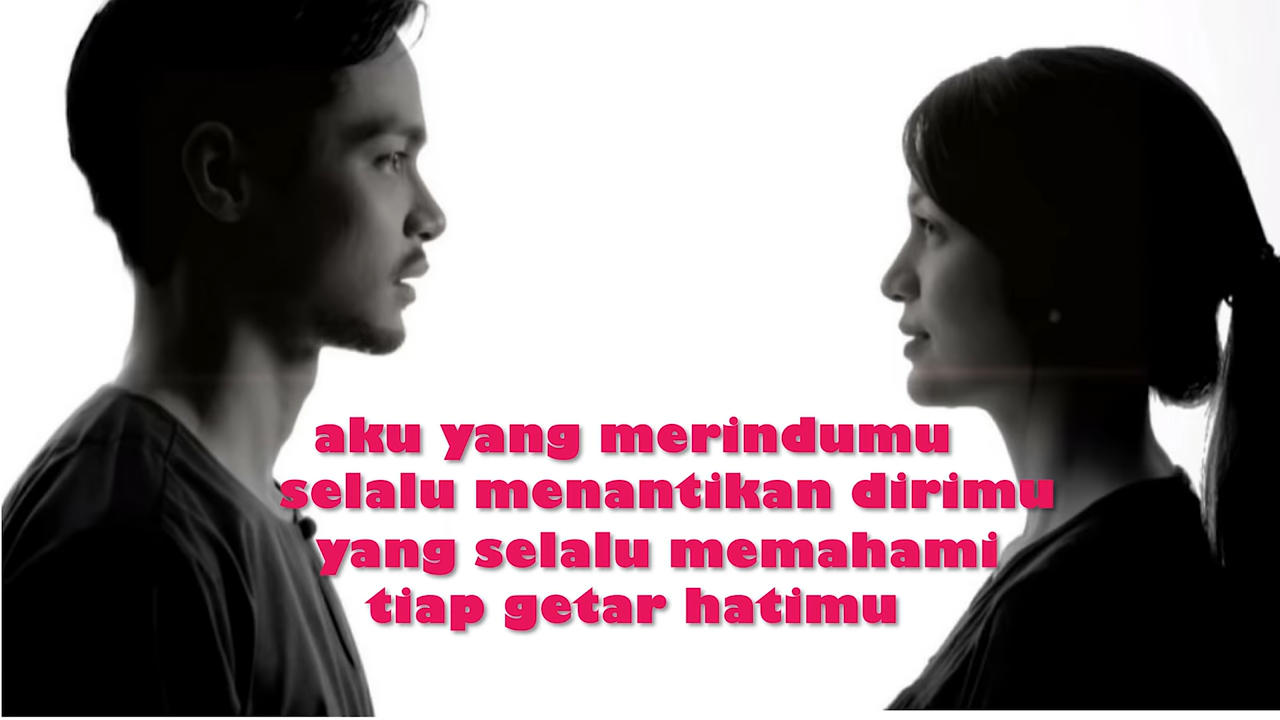 aku yang merindumu
selalu menantikan dirimu
yang selalu memahami
tiap getar hatimu